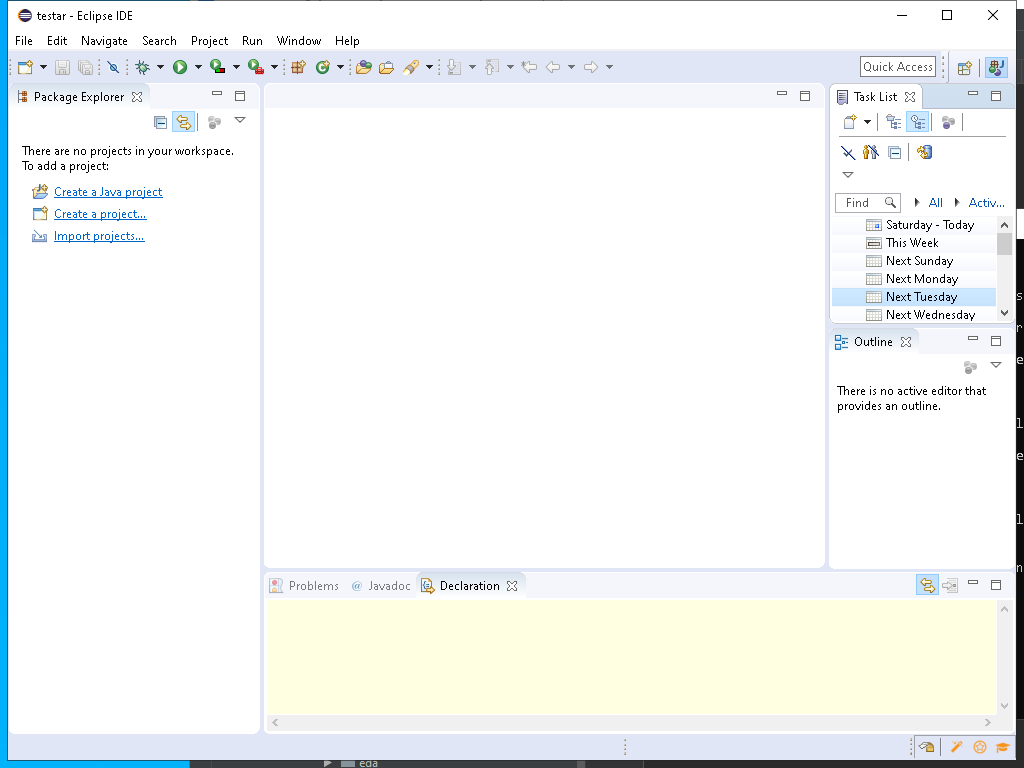 testar - Eclipse IDE
File Edit Navigate Search Project Run Window Help
Quick Access
Package Explorer
There are no projects in your workspace.
To add a project:
Create a Java project
Create a project...
Import projects...
Task List
Find All Activ...
Saturday - Today
This Week
Next Sunday
Next Monday
Next Tuesday
Next Wednesday
Outline
There is no active editor that
provides an outline.
Problems @ Javadoc Declaration
eda